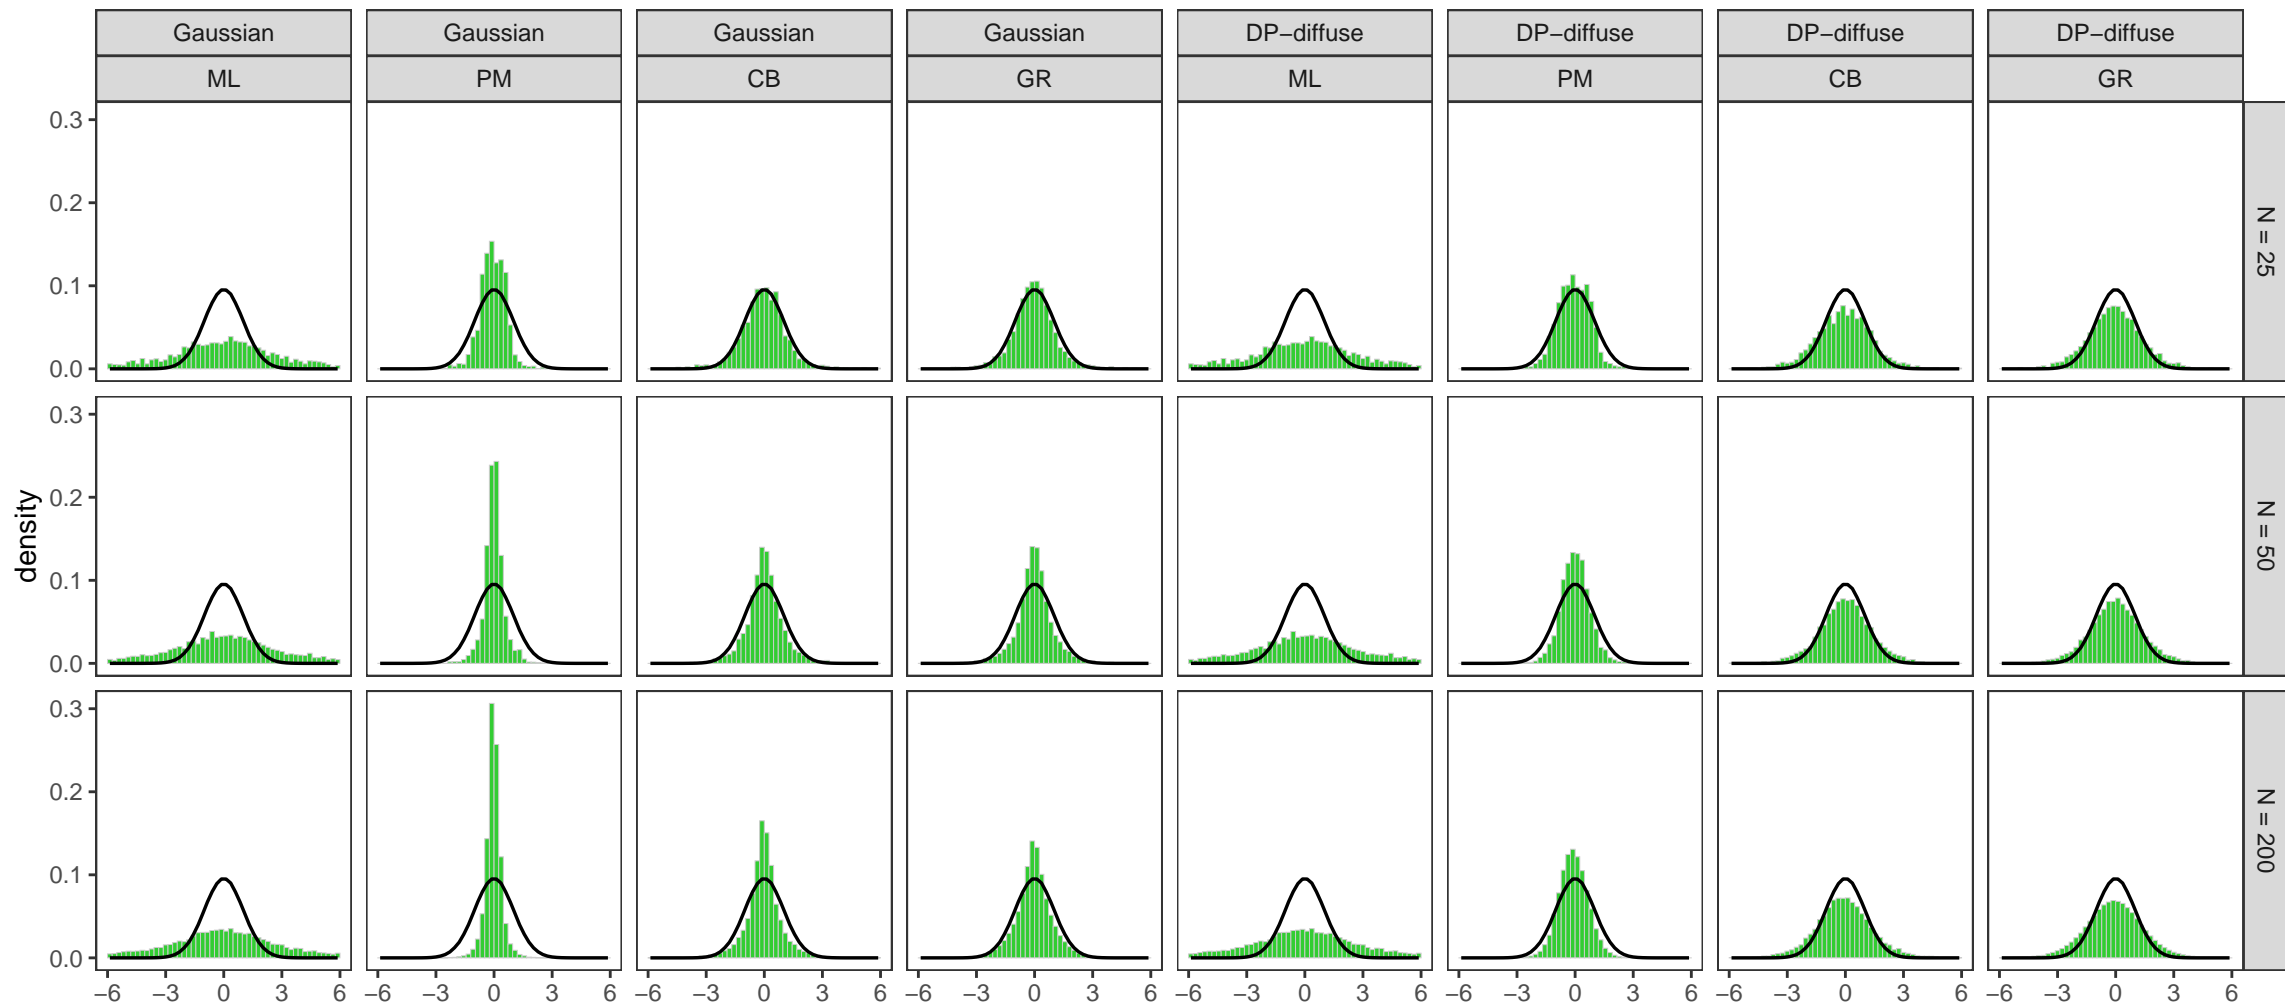 Gaussian Gaussian Gaussian Gaussian DP−diffuse DP−diffuse DP−diffuse DP−diffuse
ML PM CB GR ML PM CB GR
0.3
0.2
0.1
0.0
N = 25
0.3
0.2
0.1
0.0
N = 50
density
0.3
0.2
0.1
0.0
N = 200
−6 −3 0 3 6 −6 −3 0 3 6 −6 −3 0 3 6 −6 −3 0 3 6 −6 −3 0 3 6 −6 −3 0 3 6 −6 −3 0 3 6 −6 −3 0 3 6